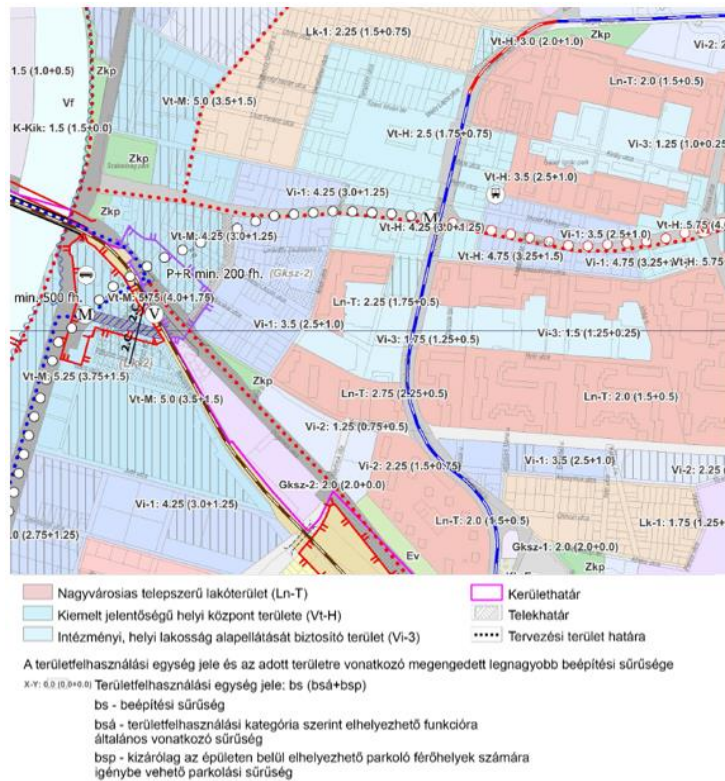 Lk-1: 2.25 (1.5+0.75)
Vt-H: 3.0 (2.0+1.0)
Zkp
Vi-2: 2
1.5 (1.0+0.5)
Zkp
Ln-T: 2.0 (1.5+0.5)
Vf
Vt-M: 5.0 (3.5+1.5)
K-Kik: 1.5 (1.5+0.0)
Vt-H: 2.5 (1.75+0.75)
Vi-3: 1.25 (1.0+0.25)
Zkp
Vt-H: 3.5 (2.5+1.0)
Vi-1: 4.25 (3.0+1.25)
Zkp
M
Vt-M: 4.25 (3.0+1.25)
Vt-H: 4.25 (3.0+1.25)
Vi-1: 3.5 (2.5+1.0)
Vt-H: 5.75 (4.
Vt-H: 4.75 (3.25+1.5)
Vi-1: 4.75 (3.25+
Vt-H: 5.75
P+R min. 200 fh.
(Gksz-2)
min. 500 fh.
Vt-M: 5.75 (4.0+1.75)
Ln-T: 2.25 (1.75+0.5)
M
V
Vi-1: 3.5 (2.5+1.0)
Vi-3: 1.75 (1.25+0.5)
Vi-3: 1.5 (1.25+0.25)
Vt-M: 5.25 (3.75+1.5)
Zkp
Vt-M: 5.0 (3.5+1.5)
Ln-T: 2.75 (2.25+0.5)
Ln-T: 2.0 (1.5+0.5)
Vi-2: 1.25 (0.75+0.5)
Vi-2: 2.25 (1.5+0.75)
Vi-1: 3.5 (2.5+1.0)
Vi-2: 2.25
Gksz-2: 2.0 (2.0+0.0)
Vi-1: 4.25 (3.0+1.25)
Ln-T: 2.0 (1.5+0.5)
Lk-1: 1.75 (1.25+
.0 (2.75+1.25)
Gksz-1: 2.0 (2.0+0.0)
Ev
Zkp
Nagyvárosias telepszerű lakóterület (Ln-T)
Kerülethatár
Kiemelt jelentőségű helyi központ területe (Vt-H)
Telekhatár
Intézményi, helyi lakosság alapellátását biztosító terület (Vi-3)
Tervezési terület határa
A területfelhasználási egység jele és az adott területre vonatkozó megengedett legnagyobb beépítési sűrűsége
X-Y: 0.0 (0.0+0.0) Területfelhasználási egység jele: bs (bsá+bsp)
bs - beépítési sűrűség
bsá - területfelhasználási kategória szerint elhelyezhető funkcióra
általános vonatkozó sűrűség
bsp - kizárólag az épületen belül elhelyezhető parkoló férőhelyek számára
igénybe vehető parkolási sűrűség